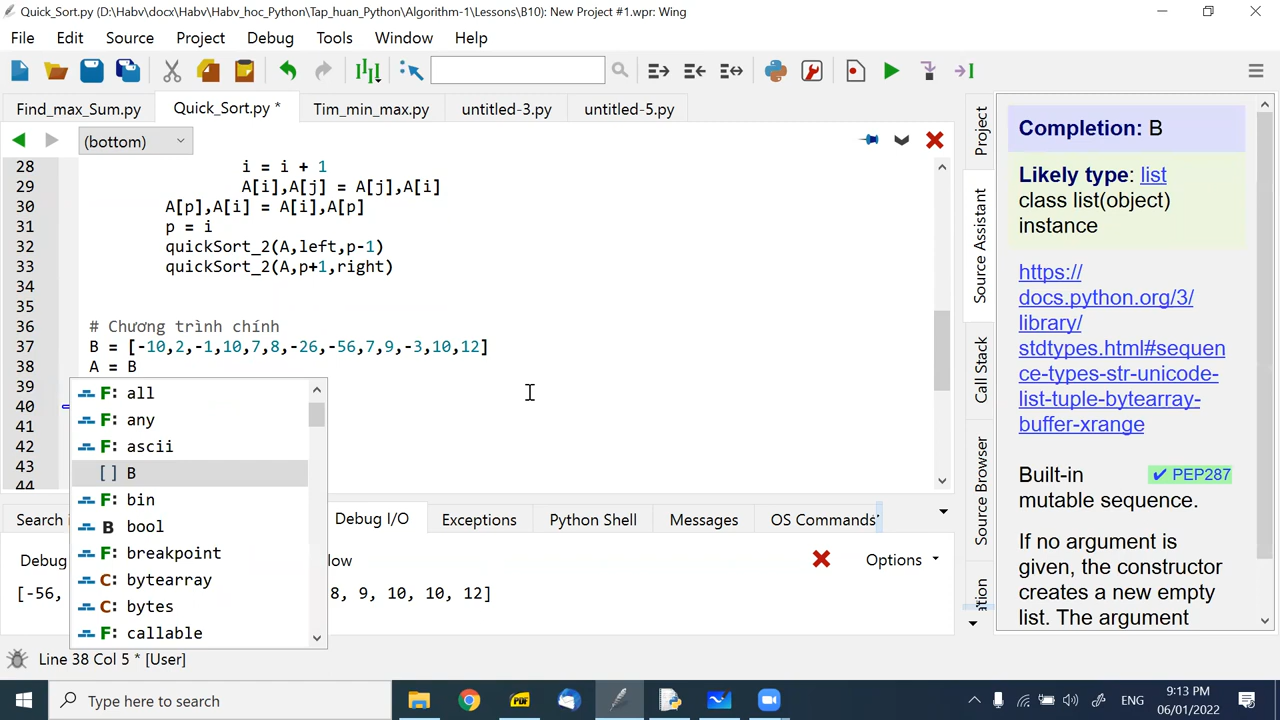 Quick_Sort.py (D:\Habv\docx\Habv\Habv_hoc_Python\Tap_huan_Python\Algorithm-1\Lessons\B10): New Project #1.wpr: Wing
File Edit Source Project Debug Tools Window Help
Find_max_Sum.py Quick_Sort.py * Tim_min_max.py untitled-3.py untitled-5.py
(bottom)
28 i = i + 1
29 A[i],A[j] = A[j],A[i]
30 A[p],A[i] = A[i],A[p]
31 p = i
32 quickSort_2(A,left,p-1)
33 quickSort_2(A,p+1,right)
34
35
36 # Chương trình chính
37 B = [-10,2,-1,10,7,8,-26,-56,7,9,-3,10,12]
38 A = B
39
40
41
42
43
44
F: all
F: any
F: ascii
[] B
F: bin
B bool
F: breakpoint
C: bytearray
C: bytes
F: callable
Search Debug I/O Exceptions Python Shell Messages OS Commands
Debug Options
[-56, 8, 9, 10, 10, 12]
Project
Source Assistant
Call Stack
Source Browser
Completion: B
Likely type: list
class list(object)
instance
https://
docs.python.org/3/
library/
stdtypes.html#sequen
ce-types-str-unicode-
list-tuple-bytearray-
buffer-xrange
Built-in ✔ PEP287
mutable sequence.
If no argument is
given, the constructor
creates a new empty
list. The argument
Line 38 Col 5 * [User]
Type here to search
PDF
ENG
9:13 PM
06/01/2022